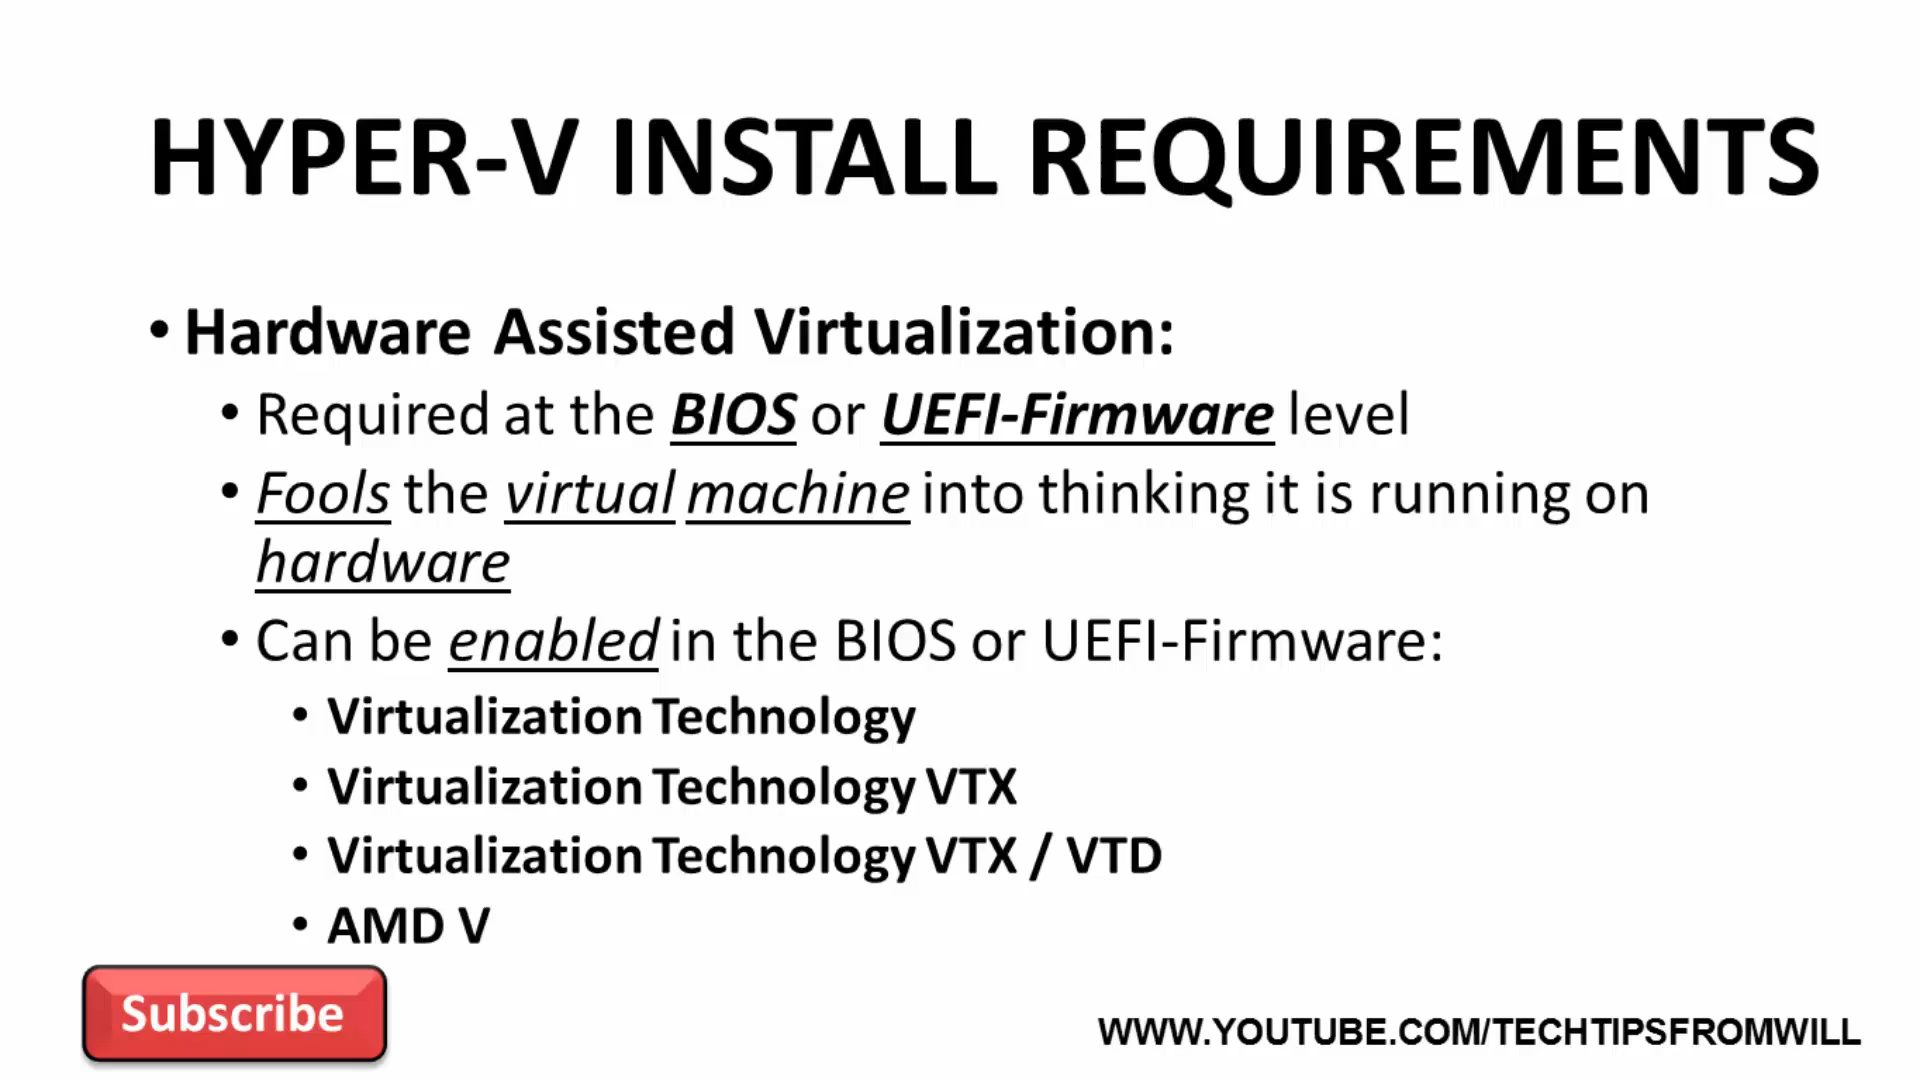 HYPER-V INSTALL REQUIREMENTS
• Hardware Assisted Virtualization:
• Required at the BIOS or UEFI-Firmware level
• Fools the virtual machine into thinking it is running on
hardware
• Can be enabled in the BIOS or UEFI-Firmware:
• Virtualization Technology
• Virtualization Technology VTX
• Virtualization Technology VTX / VTD
• AMD V
Subscribe
WWW.YOUTUBE.COM/TECHTIPSFROMWILL